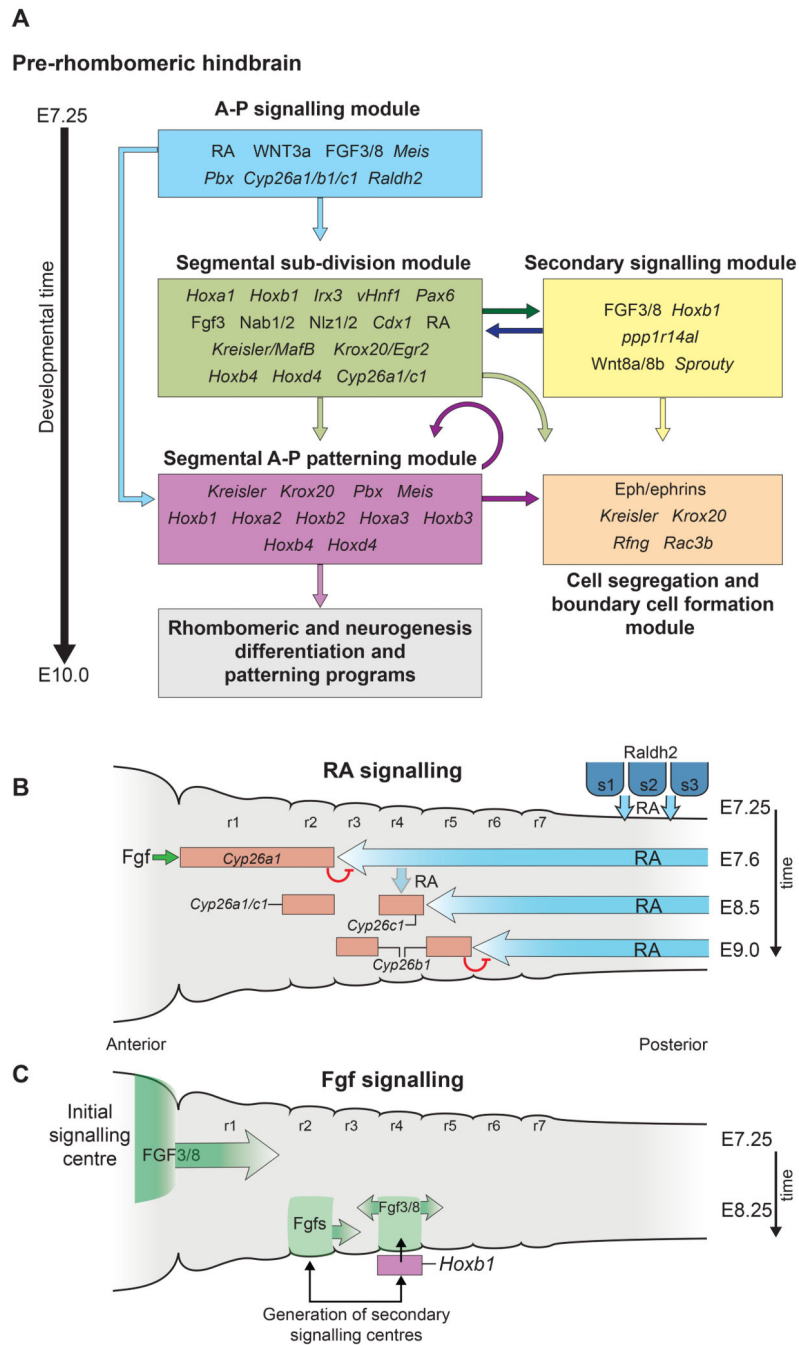 A
Pre-rhombomeric hindbrain
E7.25
Developmental time
E10.0
A-P signalling module
RA WNT3a FGF3/8 Meis
Pbx Cyp26a1/b1/c1 Raldh2
Segmental sub-division module
Hoxa1 Hoxb1 Irx3 vHnf1 Pax6
Fgf3 Nab1/2 Nlz1/2 Cdx1 RA
Kreisler/MafB Krox20/Egr2
Hoxb4 Hoxd4 Cyp26a1/c1
Secondary signalling module
FGF3/8 Hoxb1
ppp1r14al
Wnt8a/8b Sprouty
Segmental A-P patterning module
Kreisler Krox20 Pbx Meis
Hoxb1 Hoxa2 Hoxb2 Hoxa3 Hoxb3
Hoxb4 Hoxd4
Eph/ephrins
Kreisler Krox20
Rfng Rac3b
Cell segregation and
boundary cell formation
module
Rhombomeric and neurogenesis
differentiation and
patterning programs
B
RA signalling
Raldh2
s1 s2 s3
RA
r1 r2 r3 r4 r5 r6 r7
E7.25
Fgf
Cyp26a1
RA
E7.6
RA
Cyp26a1/c1
Cyp26c1
RA
E8.5
Cyp26b1
RA
E9.0
time
Anterior
Posterior
C
Fgf signalling
Initial
signalling
centre
FGF3/8
r1 r2 r3 r4 r5 r6 r7
E7.25
time
E8.25
Fgfs
Fgf3/8
Hoxb1
Generation of secondary
signalling centres